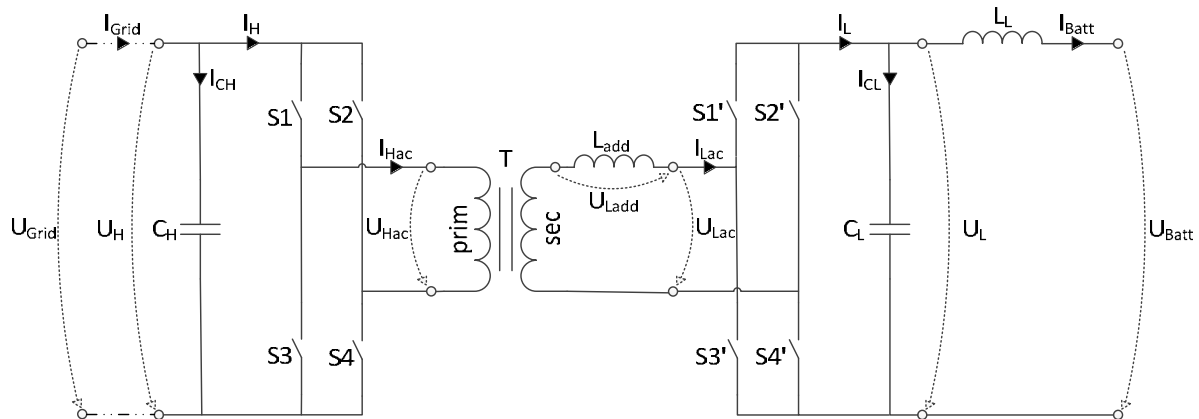 I_Grid
I_H
I_L
L_L
I_Batt
I_CH
I_CL
S1
S2
S1'
S2'
I_Hac
T
L_add
I_Lac
U_Ladd
U_Grid
U_H
C_H
U_Hac
prim
sec
U_Lac
C_L
U_L
U_Batt
S3
S4
S3'
S4'